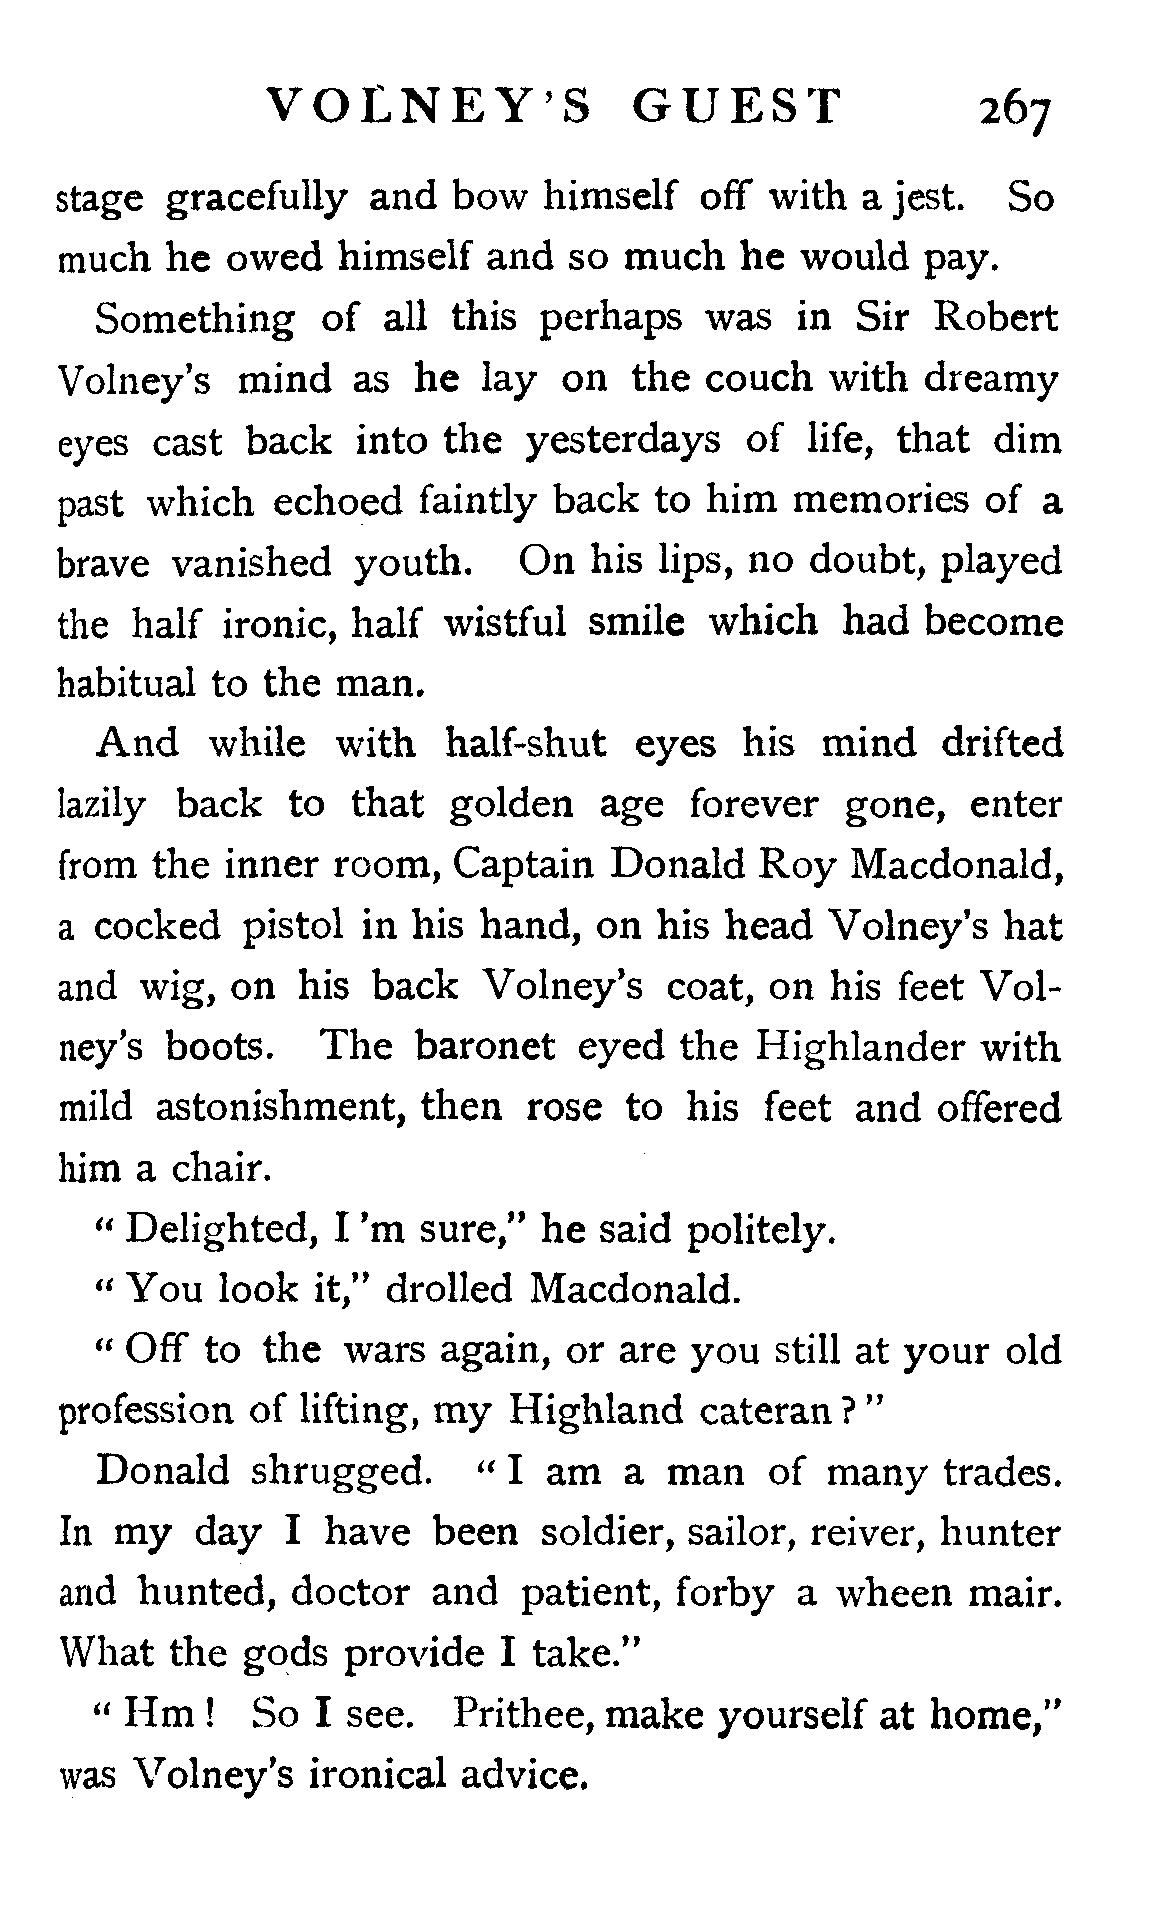 VOLNEY'S GUEST 267
stage gracefully and bow himself off with a jest. So
much he owed himself and so much he would pay.
Something of all this perhaps was in Sir Robert
Volney's mind as he lay on the couch with dreamy
eyes cast back into the yesterdays of life, that dim
past which echoed faintly back to him memories of a
brave vanished youth. On his lips, no doubt, played
the half ironic, half wistful smile which had become
habitual to the man.
And while with half-shut eyes his mind drifted
lazily back to that golden age forever gone, enter
from the inner room, Captain Donald Roy Macdonald,
a cocked pistol in his hand, on his head Volney's hat
and wig, on his back Volney's coat, on his feet Vol-
ney's boots. The baronet eyed the Highlander with
mild astonishment, then rose to his feet and offered
him a chair.
" Delighted, I 'm sure," he said politely.
" You look it," drolled Macdonald.
" Off to the wars again, or are you still at your old
profession of lifting, my Highland cateran ? "
Donald shrugged. " I am a man of many trades.
In my day I have been soldier, sailor, reiver, hunter
and hunted, doctor and patient, forby a wheen mair.
What the gods provide I take."
" Hm ! So I see. Prithee, make yourself at home,"
was Volney's ironical advice.